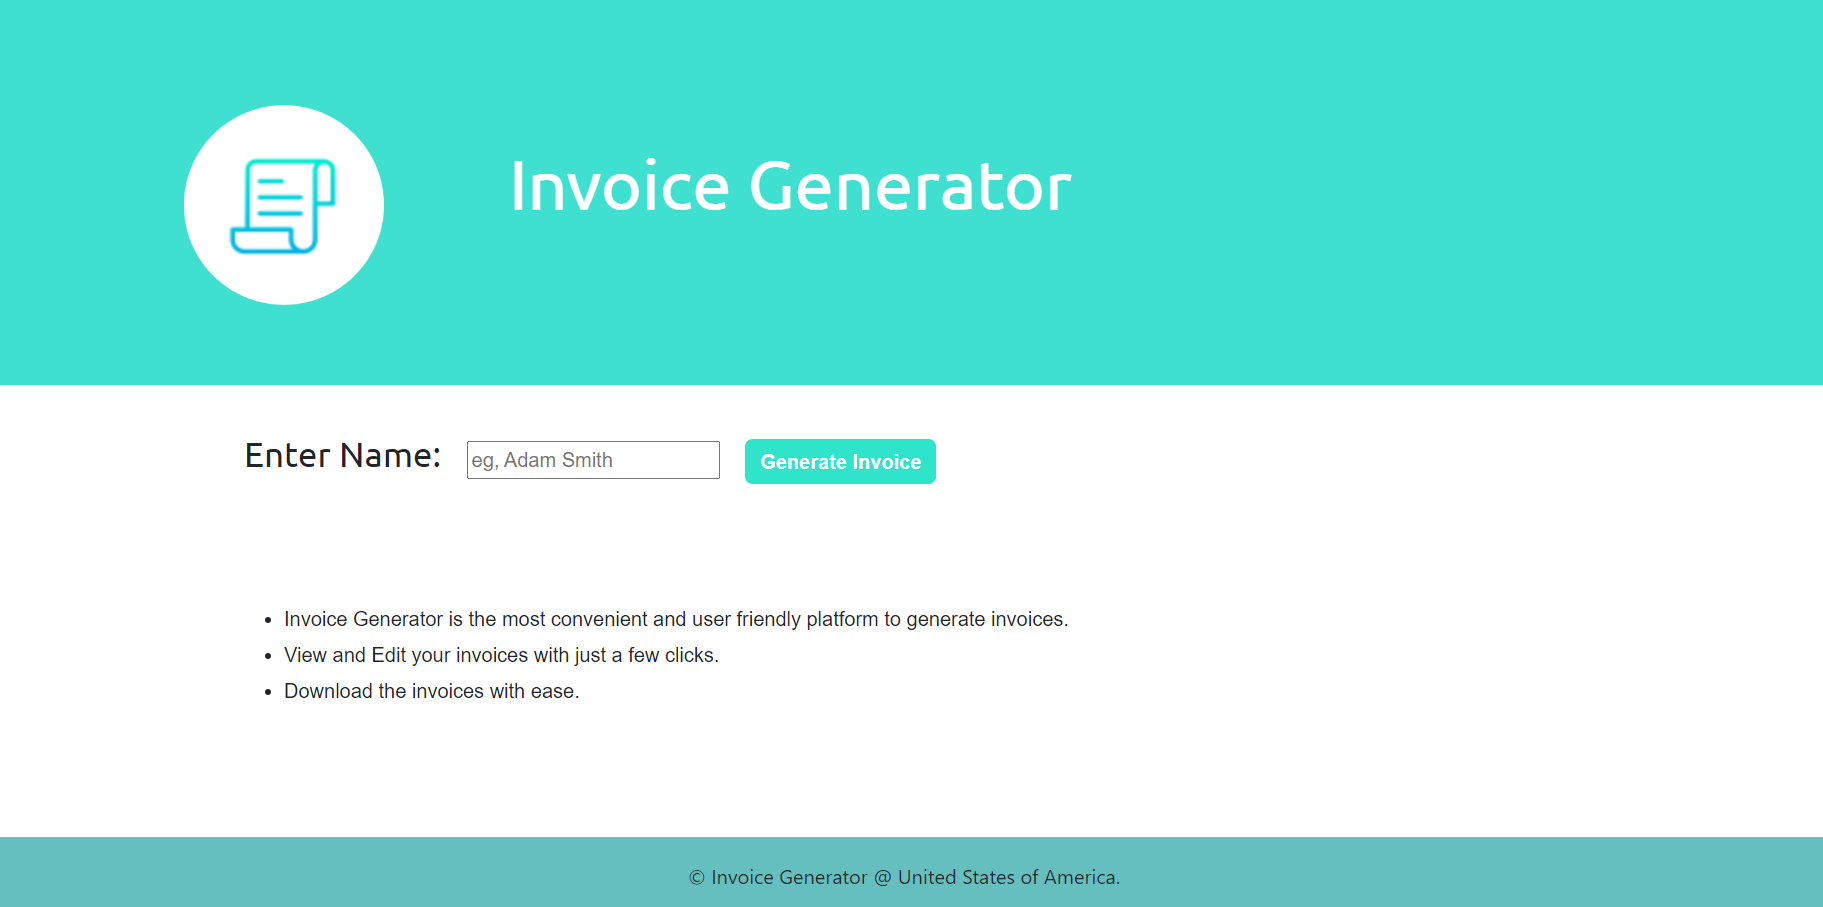 Invoice Generator
Enter Name:
eg, Adam Smith
Generate Invoice
Invoice Generator is the most convenient and user friendly platform to generate invoices.
View and Edit your invoices with just a few clicks.
Download the invoices with ease.
© Invoice Generator @ United States of America.